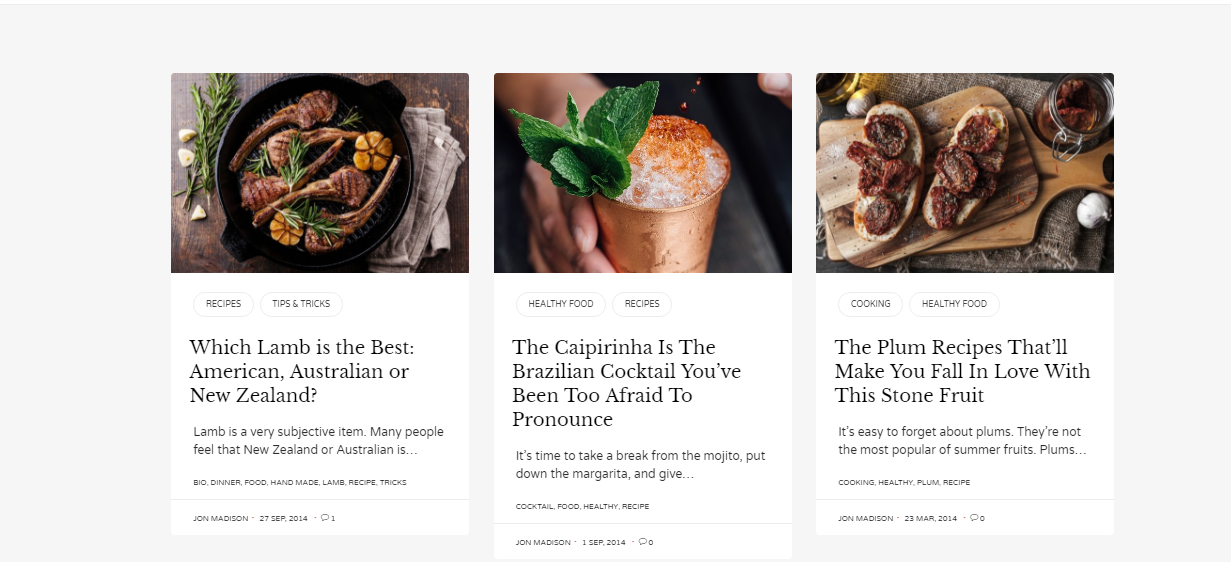 RECIPES
TIPS & TRICKS
Which Lamb is the Best:
American, Australian or
New Zealand?
Lamb is a very subjective item. Many people
feel that New Zealand or Australian is…
BIO, DINNER, FOOD, HAND MADE, LAMB, RECIPE, TRICKS
JON MADISON - 27 SEP, 2014 - 1
HEALTHY FOOD
RECIPES
The Caipirinha Is The
Brazilian Cocktail You’ve
Been Too Afraid To
Pronounce
It’s time to take a break from the mojito, put
down the margarita, and give…
COCKTAIL, FOOD, HEALTHY, RECIPE
JON MADISON - 1 SEP, 2014 - 0
COOKING
HEALTHY FOOD
The Plum Recipes That’ll
Make You Fall In Love With
This Stone Fruit
It’s easy to forget about plums. They’re not
the most popular of summer fruits. Plums…
COOKING, HEALTHY, PLUM, RECIPE
JON MADISON - 23 MAR, 2014 - 0